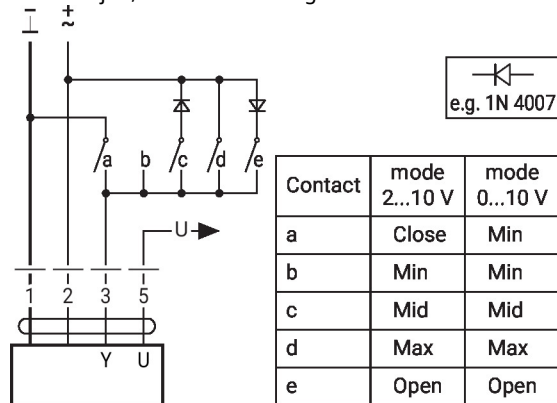 – +
⊥ ~
e.g. 1N 4007
a b c d e
U
1 2 3 5
Y U
Contact mode 2...10 V mode 0...10 V
a Close Min
b Min Min
c Mid Mid
d Max Max
e Open Open